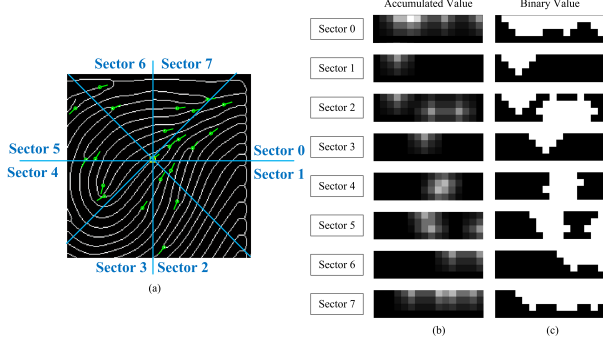 Accumulated Value
Binary Value
Sector 6
Sector 7
Sector 5
Sector 4
Sector 0
Sector 1
Sector 3
Sector 2
(a)
Sector 0
Sector 1
Sector 2
Sector 3
Sector 4
Sector 5
Sector 6
Sector 7
(b)
(c)